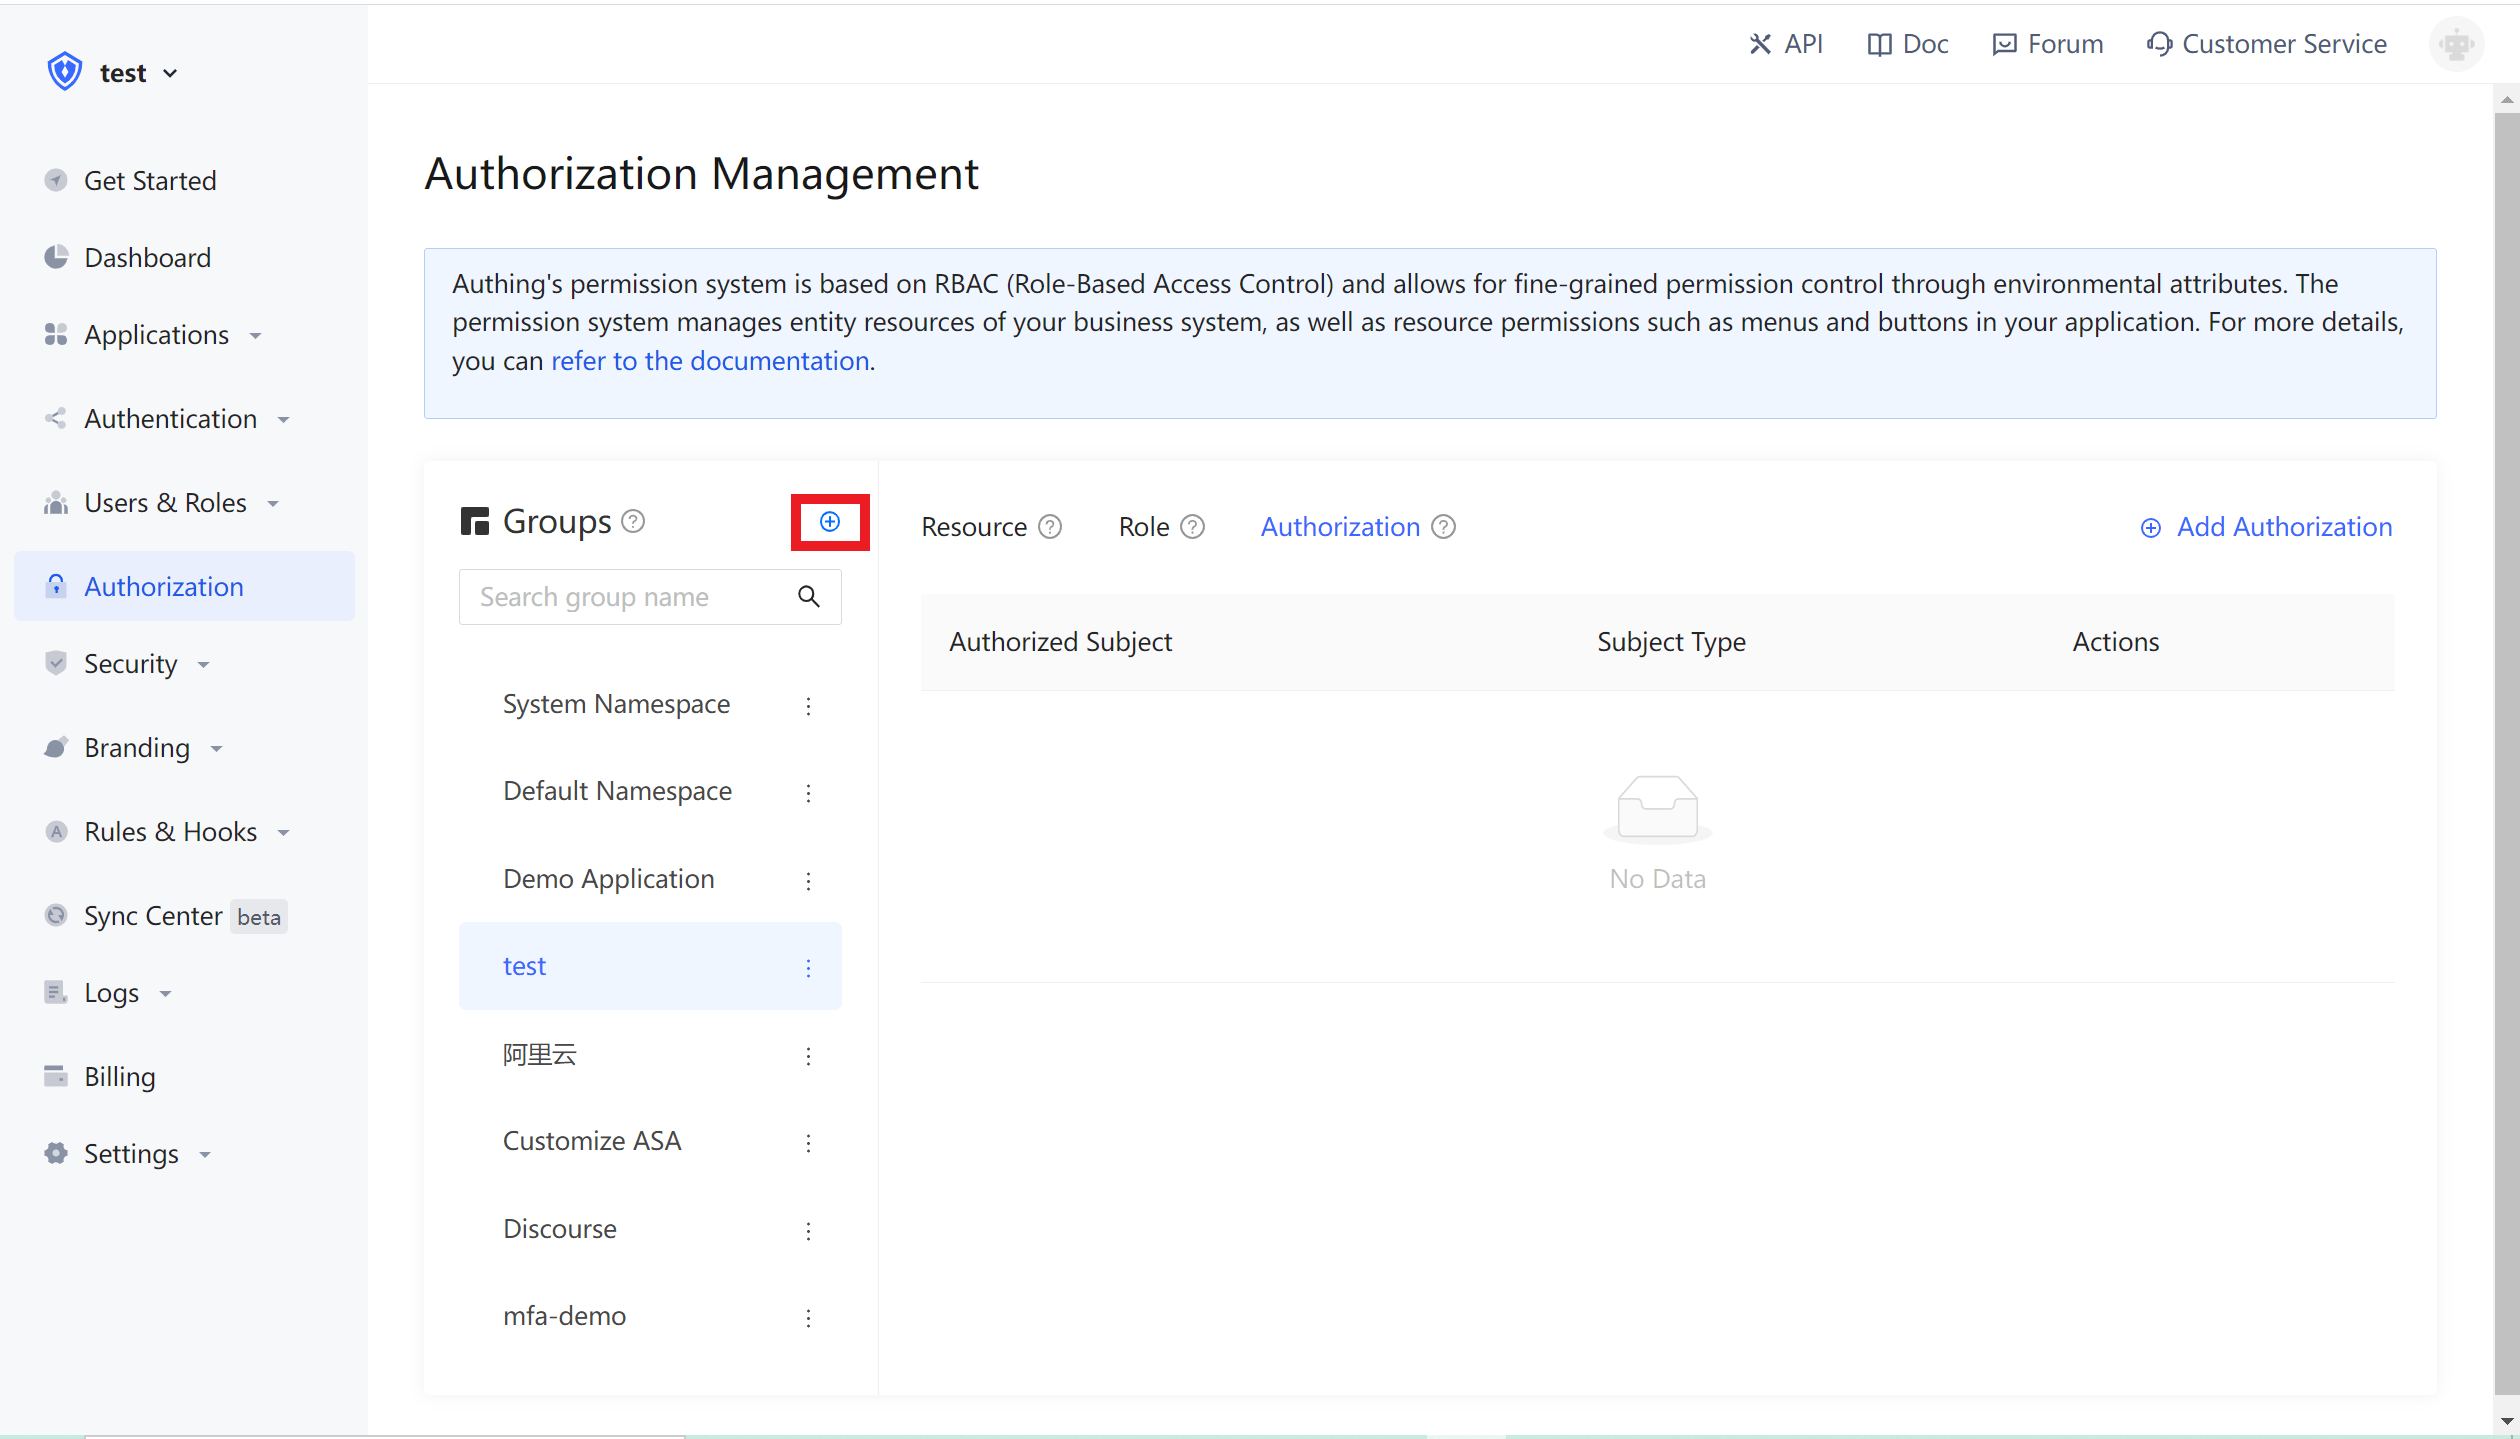 test
API
Doc
Forum
Customer Service
Get Started
Dashboard
Applications
Authentication
Users & Roles
Authorization
Security
Branding
Rules & Hooks
Sync Center beta
Logs
Billing
Settings
Authorization Management
Authing's permission system is based on RBAC (Role-Based Access Control) and allows for fine-grained permission control through environmental attributes. The
permission system manages entity resources of your business system, as well as resource permissions such as menus and buttons in your application. For more details,
you can refer to the documentation.
Groups
Search group name
System Namespace
Default Namespace
Demo Application
test
阿里云
Customize ASA
Discourse
mfa-demo
Resource
Role
Authorization
Add Authorization
Authorized Subject
Subject Type
Actions
No Data